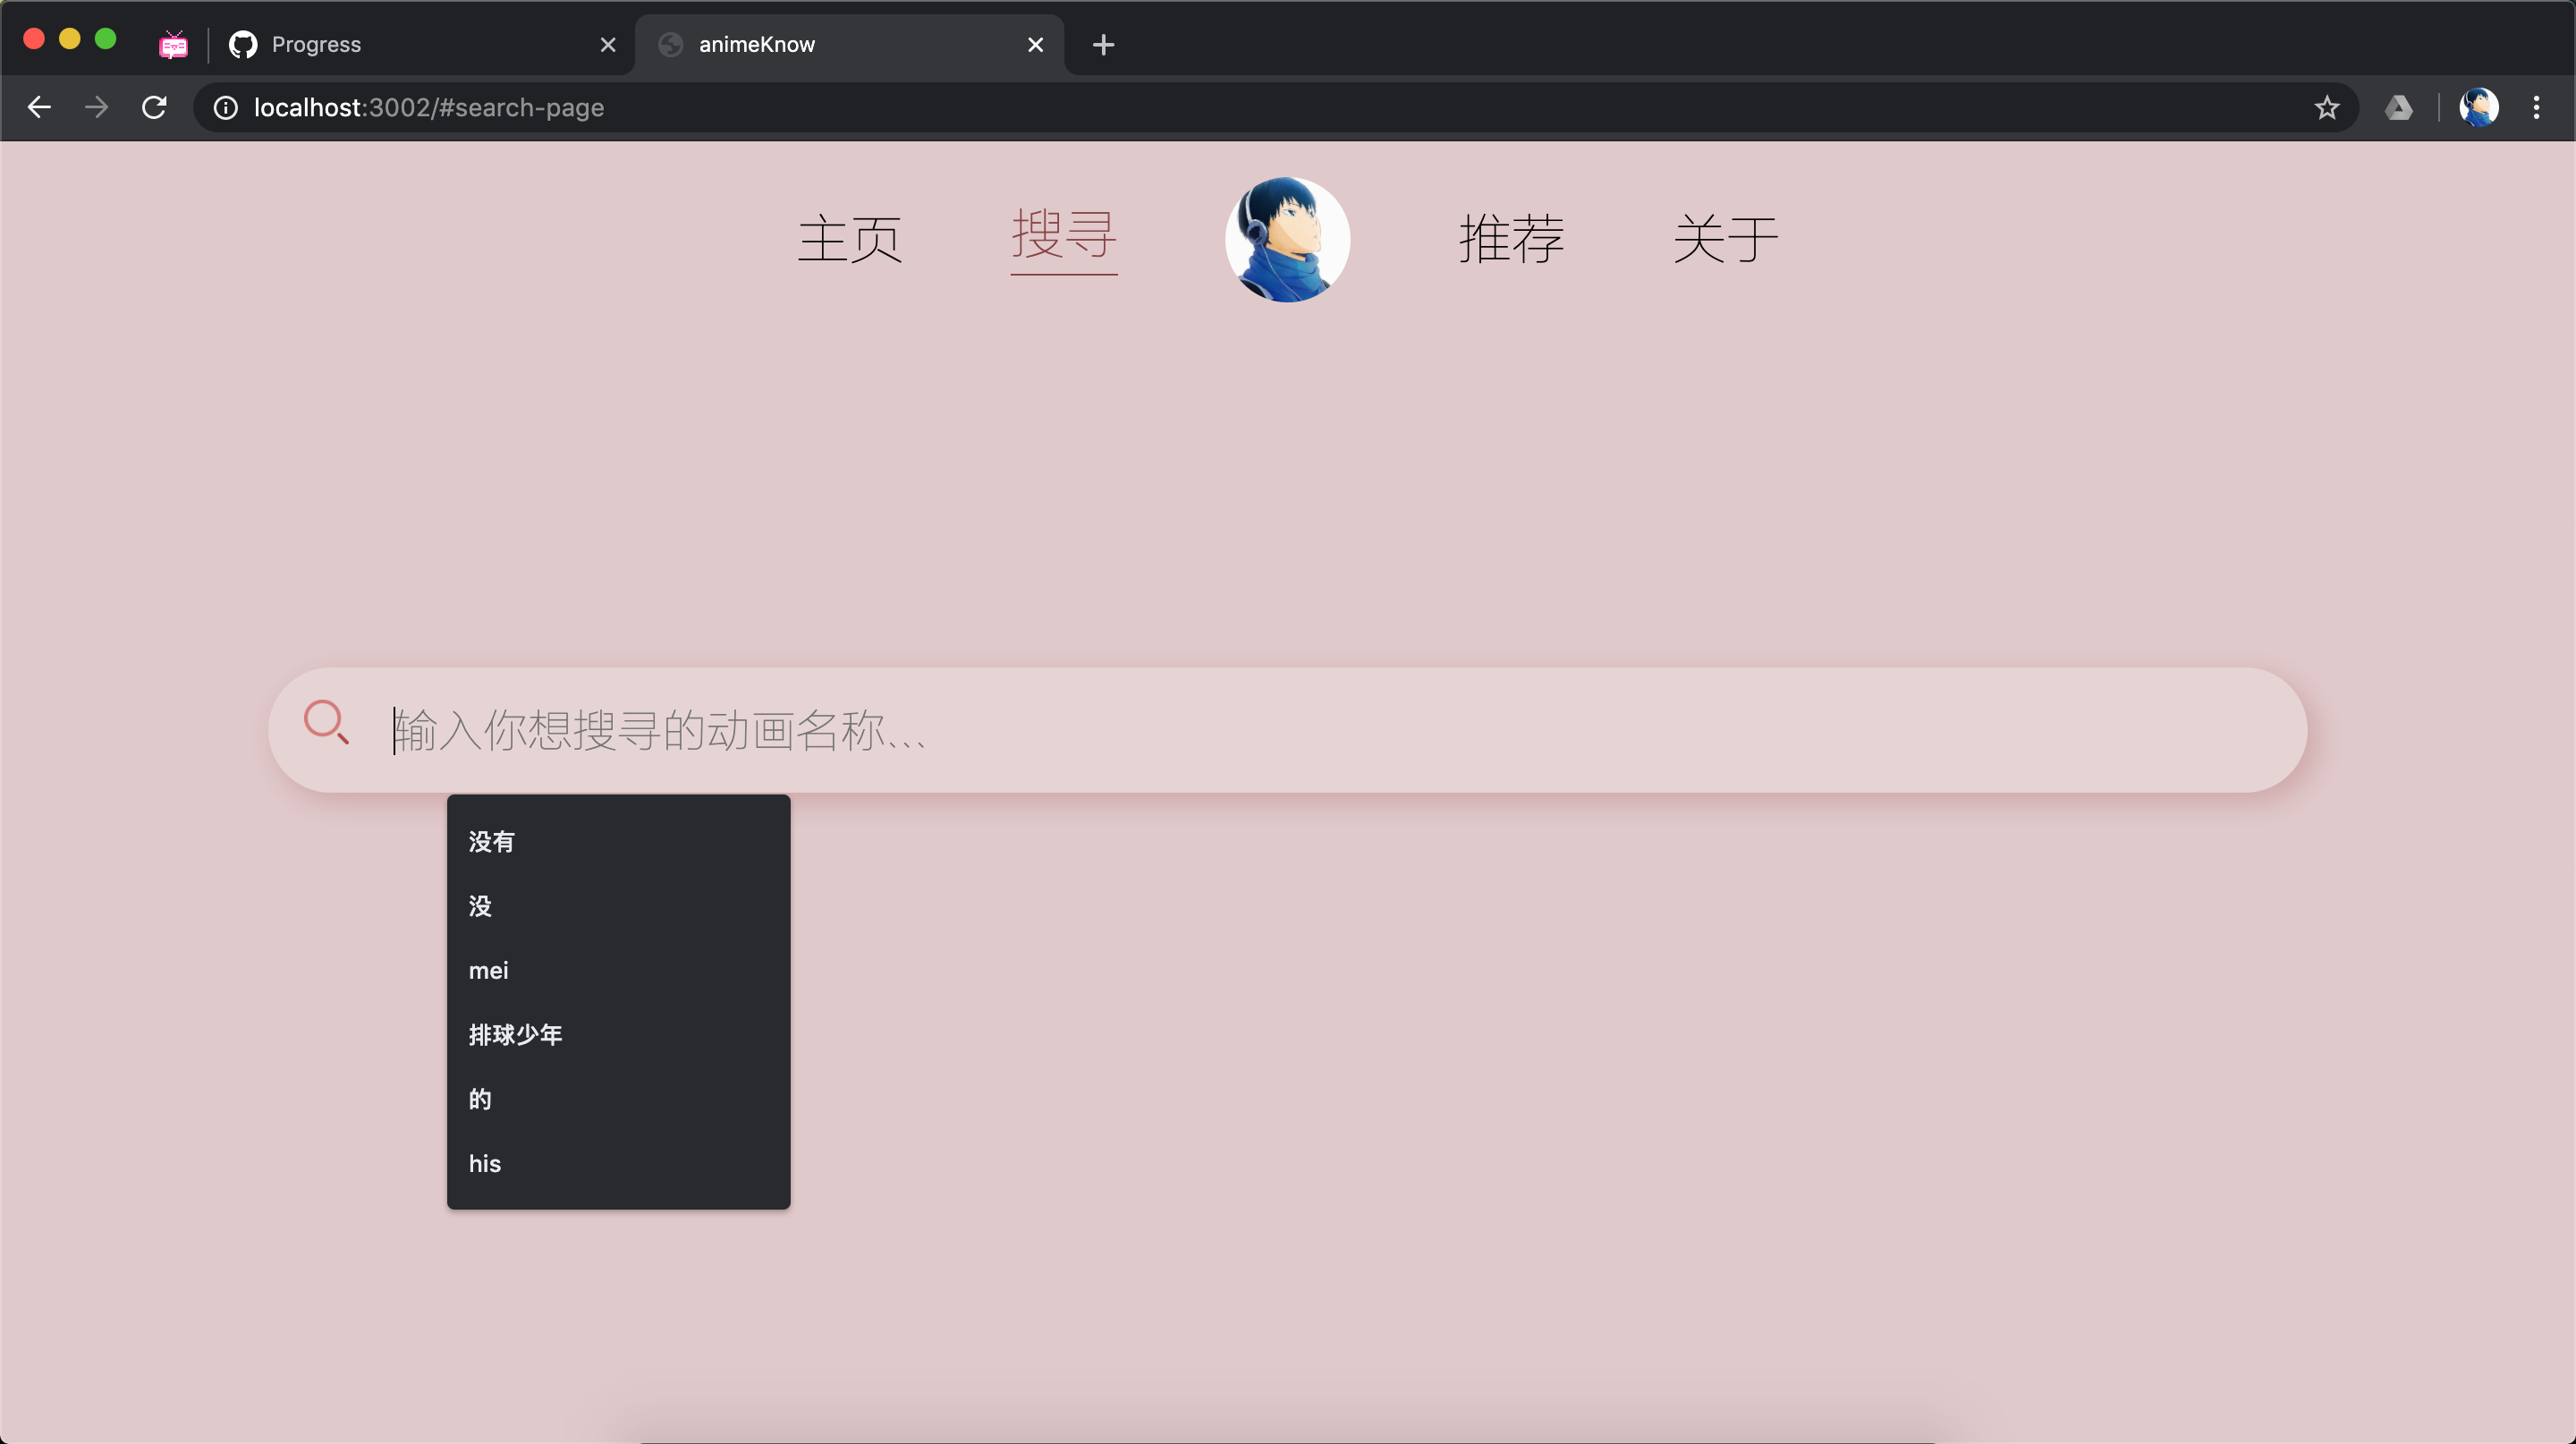 Progress
animeKnow
localhost:3002/#search-page
主页 搜寻 推荐 关于
输入你想搜寻的动画名称...
没有
没
mei
排球少年
的
his